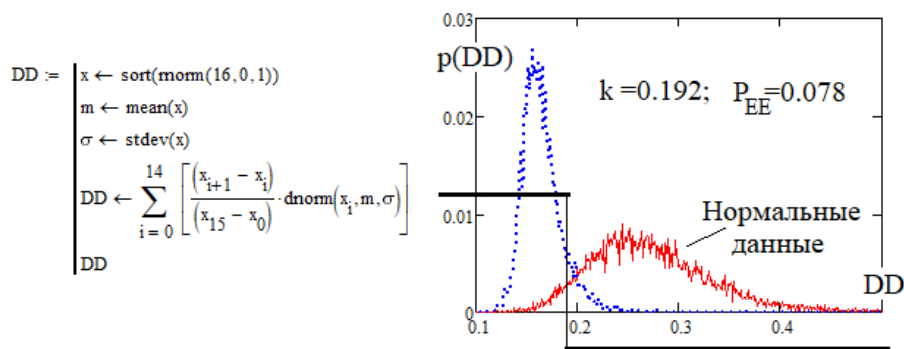 DD := x ← sort(rnorm(16,0,1))
m ← mean(x)
σ ← stdev(x)
DD ← ∑_{i = 0}^{14} [ (x_{i+1} − x_i) / (x_{15} − x_0) · dnorm(x_i, m, σ) ]
DD
0.03
p(DD)
k =0.192; P_EE=0.078
0.02
0.01
Нормальные
данные
DD
0
0.1 0.2 0.3 0.4